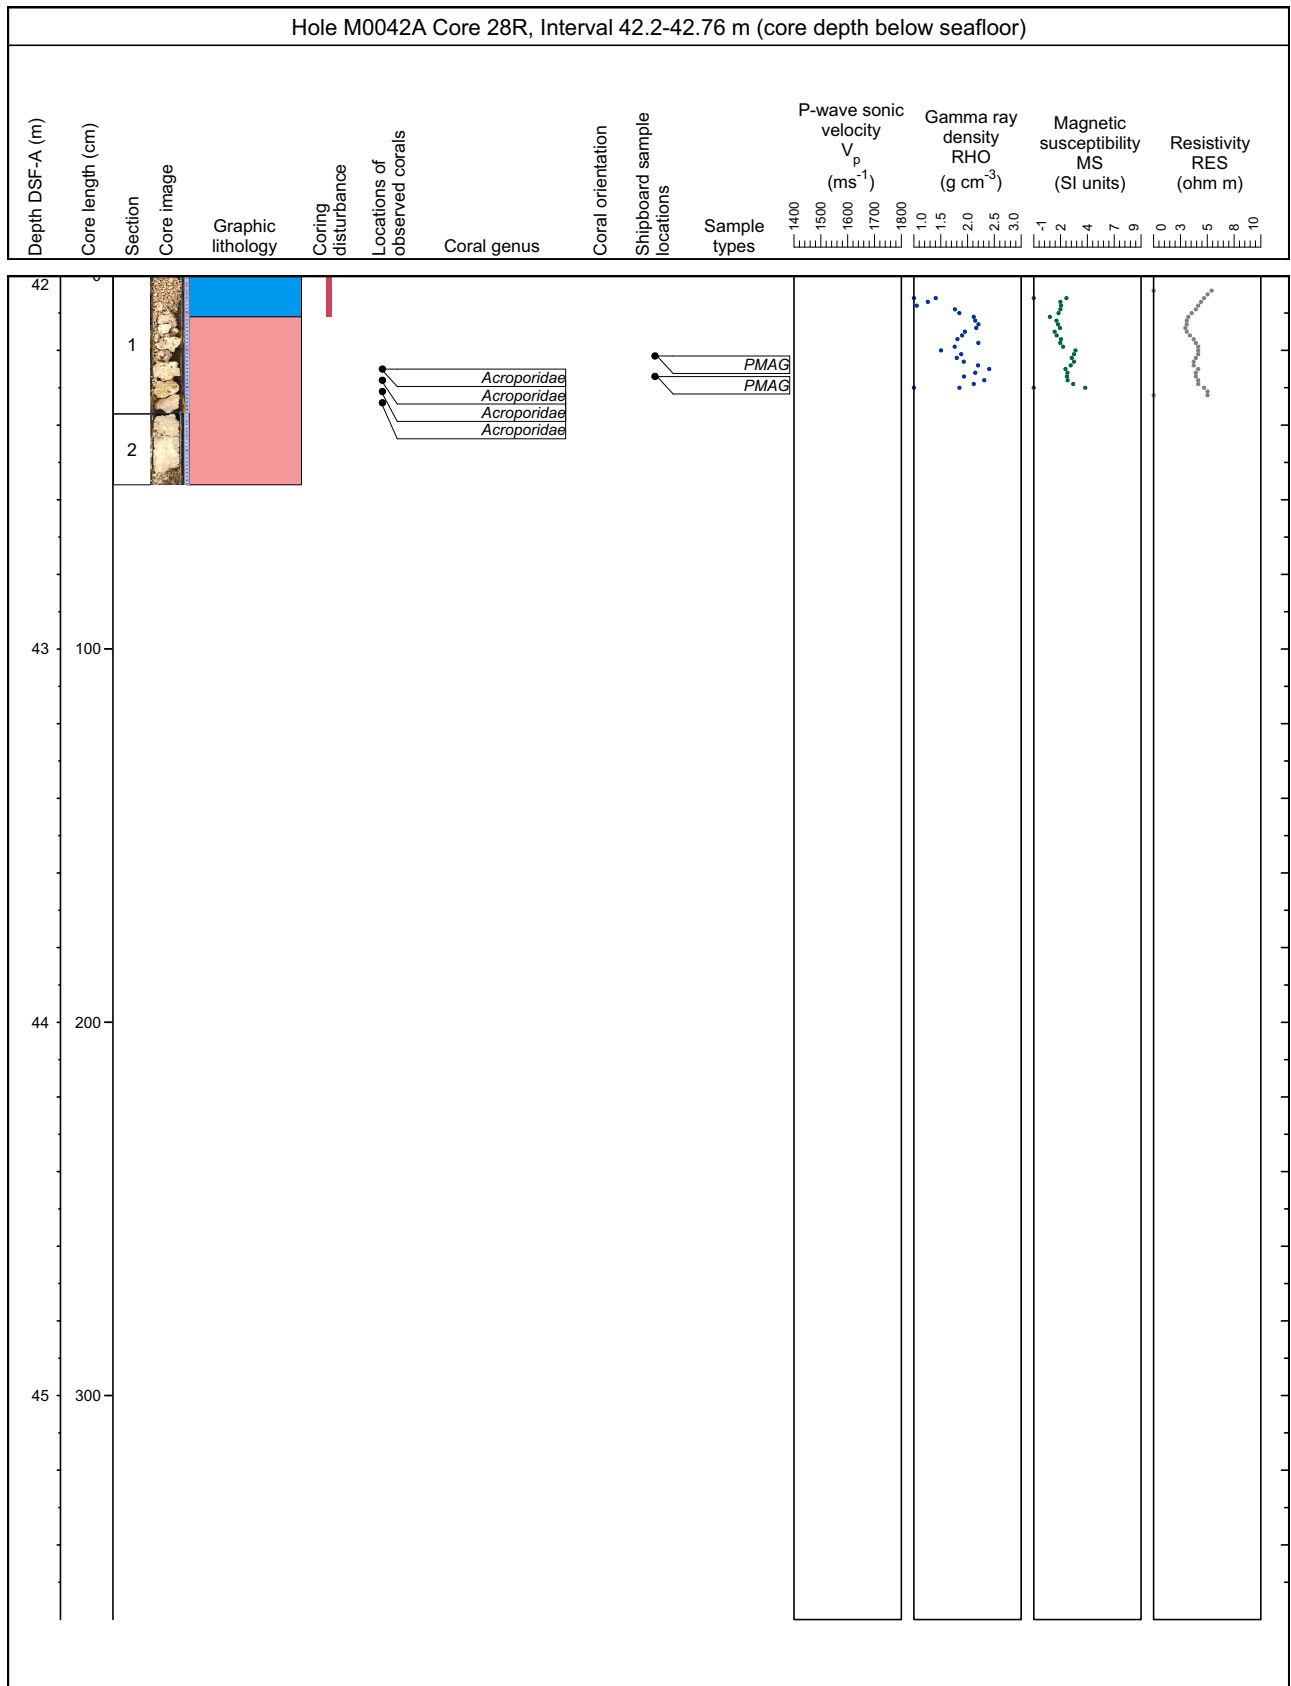 Hole M0042A Core 28R, Interval 42.2-42.76 m (core depth below seafloor)
Depth DSF-A (m)
Core length (cm)
Section
Core image
Graphic
lithology
Coring
disturbance
Locations of
observed corals
Coral genus
Coral orientation
Shipboard sample
locations
Sample
types
P-wave sonic
velocity
Vp
(ms-1)
1400 1500 1600 1700 1800
Gamma ray
density
RHO
(g cm-3)
1.0 1.5 2.0 2.5 3.0
Magnetic
susceptibility
MS
(SI units)
-1 2 4 7 9
Resistivity
RES
(ohm m)
0 3 5 8 10
42
1
2
Acroporidae
Acroporidae
Acroporidae
Acroporidae
PMAG
PMAG
43 100
44 200
45 300